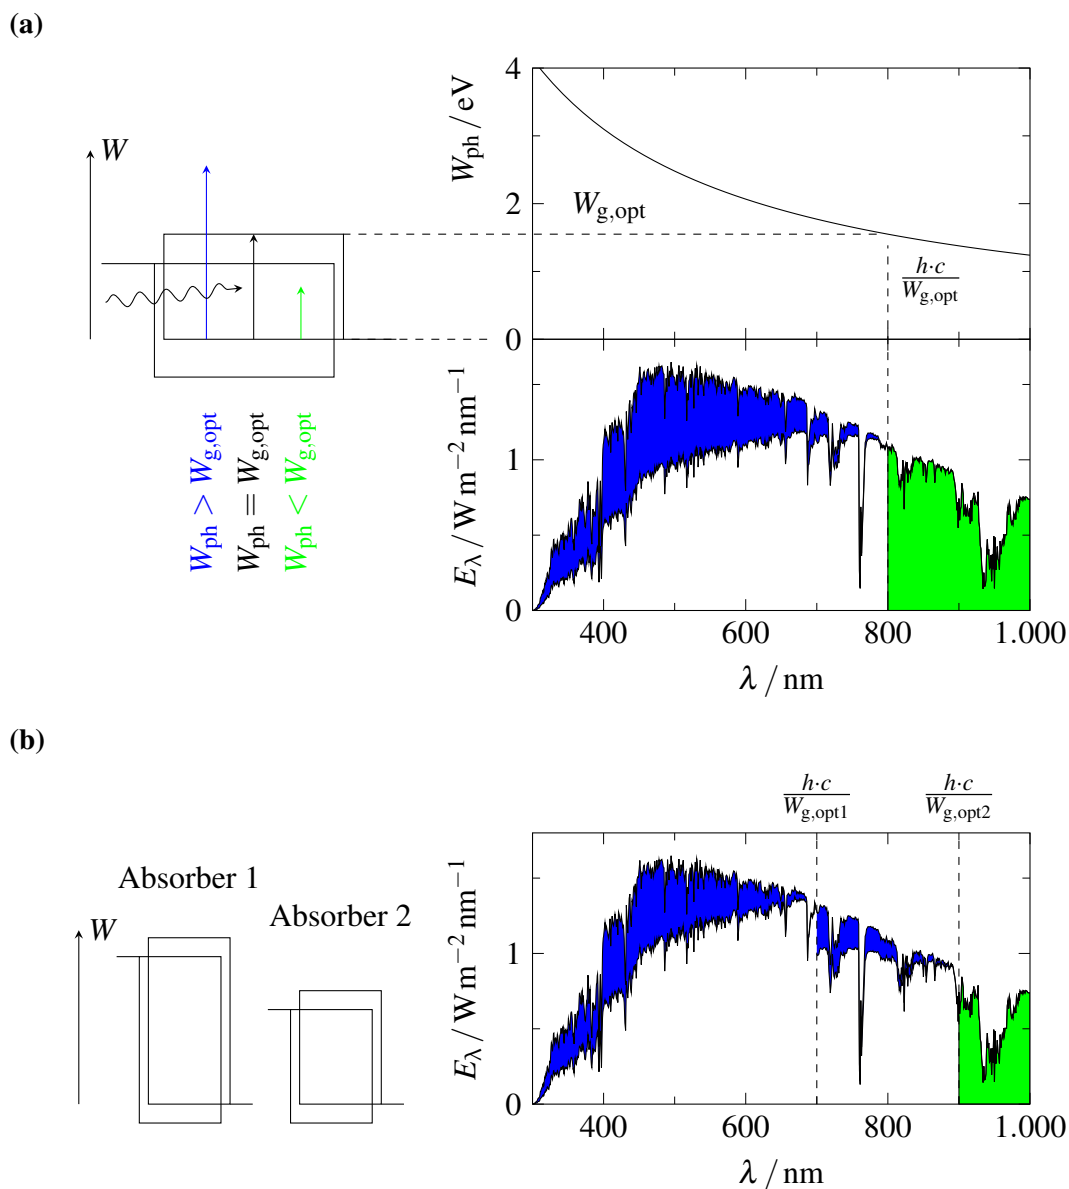 (a)
W
W_ph > W_g,opt
W_ph = W_g,opt
W_ph < W_g,opt
W_ph / eV
4
2
0
W_g,opt
h·c / W_g,opt
E_λ / W m⁻² nm⁻¹
1
0
400 600 800 1.000
λ / nm
(b)
Absorber 1
Absorber 2
W
h·c / W_g,opt1
h·c / W_g,opt2
E_λ / W m⁻² nm⁻¹
1
0
400 600 800 1.000
λ / nm